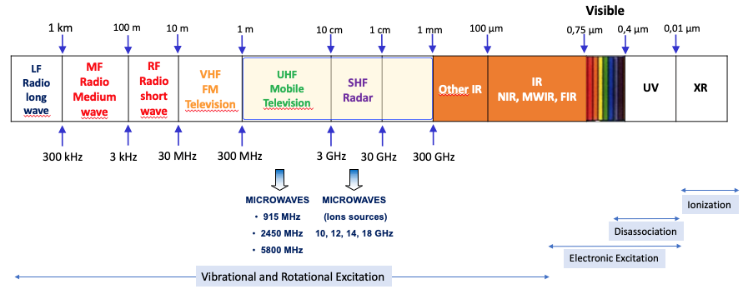 Visible
1 km 100 m 10 m 1 m 10 cm 1 cm 1 mm 100 µm 0,75 µm 0,4 µm 0,01 µm
LF
Radio
long
wave
MF
Radio
Medium
wave
RF
Radio
short
wave
VHF
FM
Television
UHF
Mobile
Television
SHF
Radar
Other IR
IR
NIR, MWIR, FIR
UV
XR
300 kHz 3 kHz 30 MHz 300 MHz 3 GHz 30 GHz 300 GHz
MICROWAVES
• 915 MHz
• 2450 MHz
• 5800 MHz
MICROWAVES
(Ions sources)
10, 12, 14, 18 GHz
Ionization
Disassociation
Electronic Excitation
Vibrational and Rotational Excitation